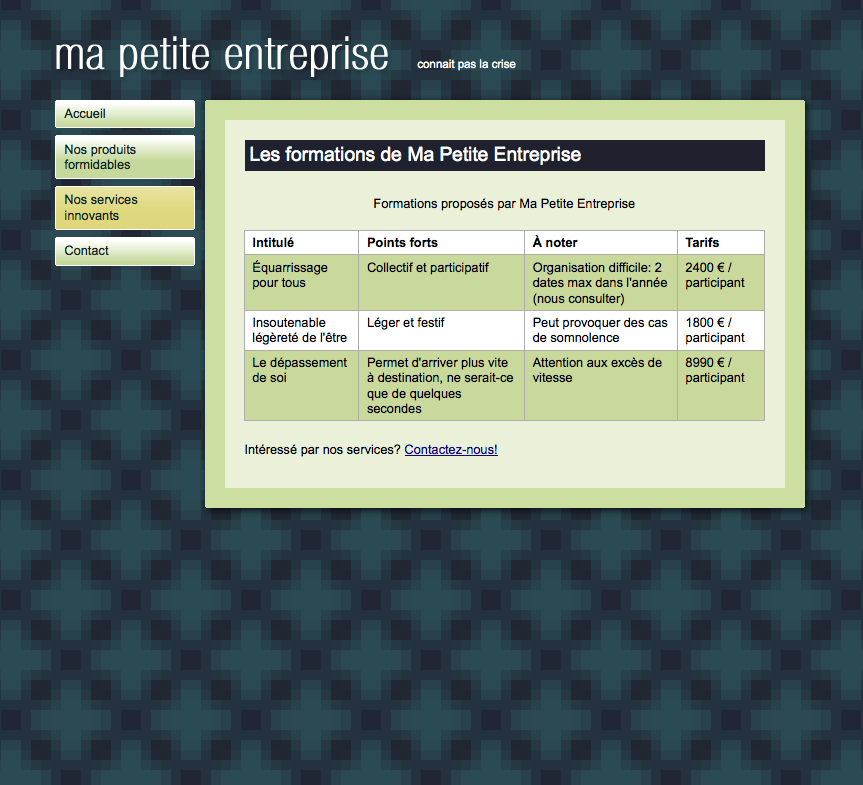 ma petite entreprise connait pas la crise
Accueil
Nos produits
formidables
Nos services
innovants
Contact
Les formations de Ma Petite Entreprise
Formations proposés par Ma Petite Entreprise
Intitulé Points forts À noter Tarifs
Équarrissage pour tous Collectif et participatif Organisation difficile: 2 dates max dans l'année (nous consulter) 2400 € / participant
Insoutenable légèreté de l'être Léger et festif Peut provoquer des cas de somnolence 1800 € / participant
Le dépassement de soi Permet d'arriver plus vite à destination, ne serait-ce que de quelques secondes Attention aux excès de vitesse 8990 € / participant
Intéressé par nos services? Contactez-nous!